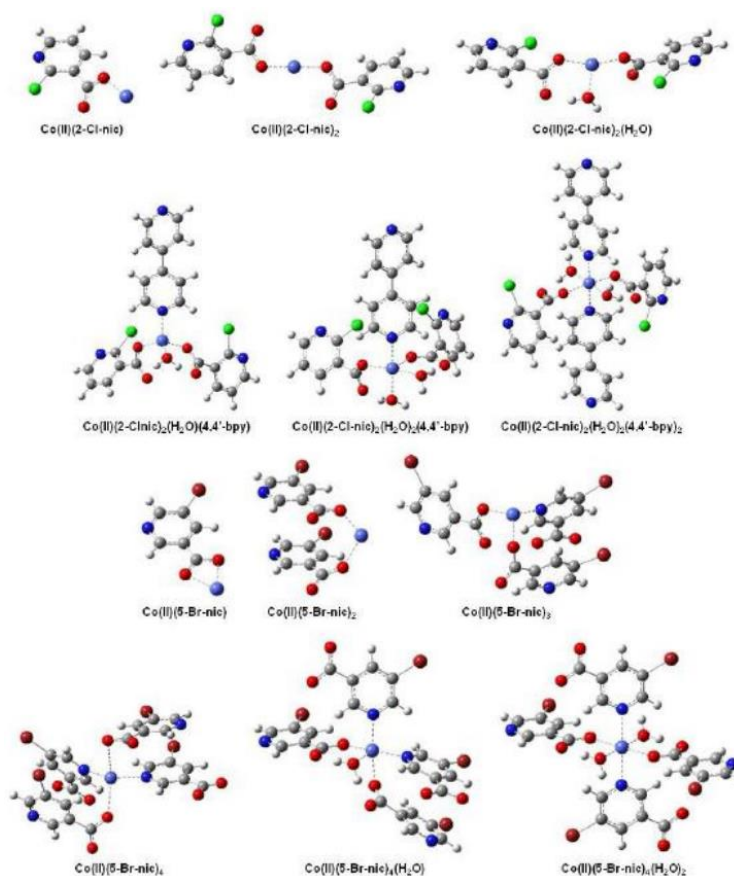 Co(II)(2-Cl-nic)
Co(II)(2-Cl-nic)₂
Co(II)(2-Cl-nic)₂(H₂O)
Co(II)(2-Clnic)₂(H₂O)(4,4'-bpy)
Co(II)(2-Cl-nic)₂(H₂O)₂(4,4'-bpy)
Co(II)(2-Cl-nic)₂(H₂O)₂(4,4'-bpy)₂
Co(II)(5-Br-nic)
Co(II)(5-Br-nic)₂
Co(II)(5-Br-nic)₃
Co(II)(5-Br-nic)₄
Co(II)(5-Br-nic)₄(H₂O)
Co(II)(5-Br-nic)₄(H₂O)₂